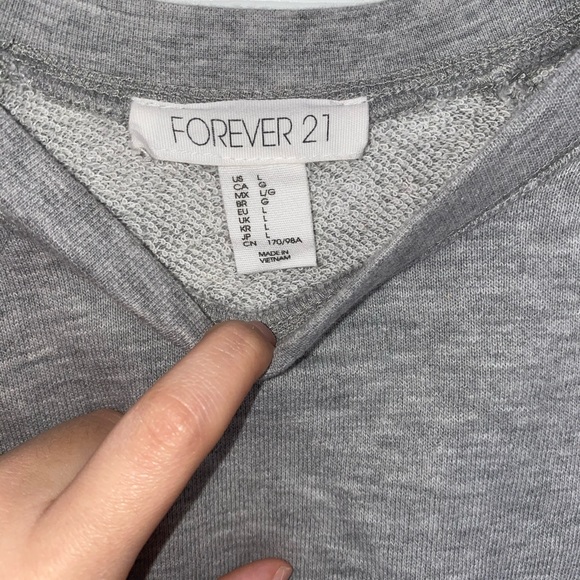 FOREVER 21
US L
CA G
MX L/G
BR G
EU L
UK L
KR L
JP L
CN 170/98A
MADE IN
VIETNAM